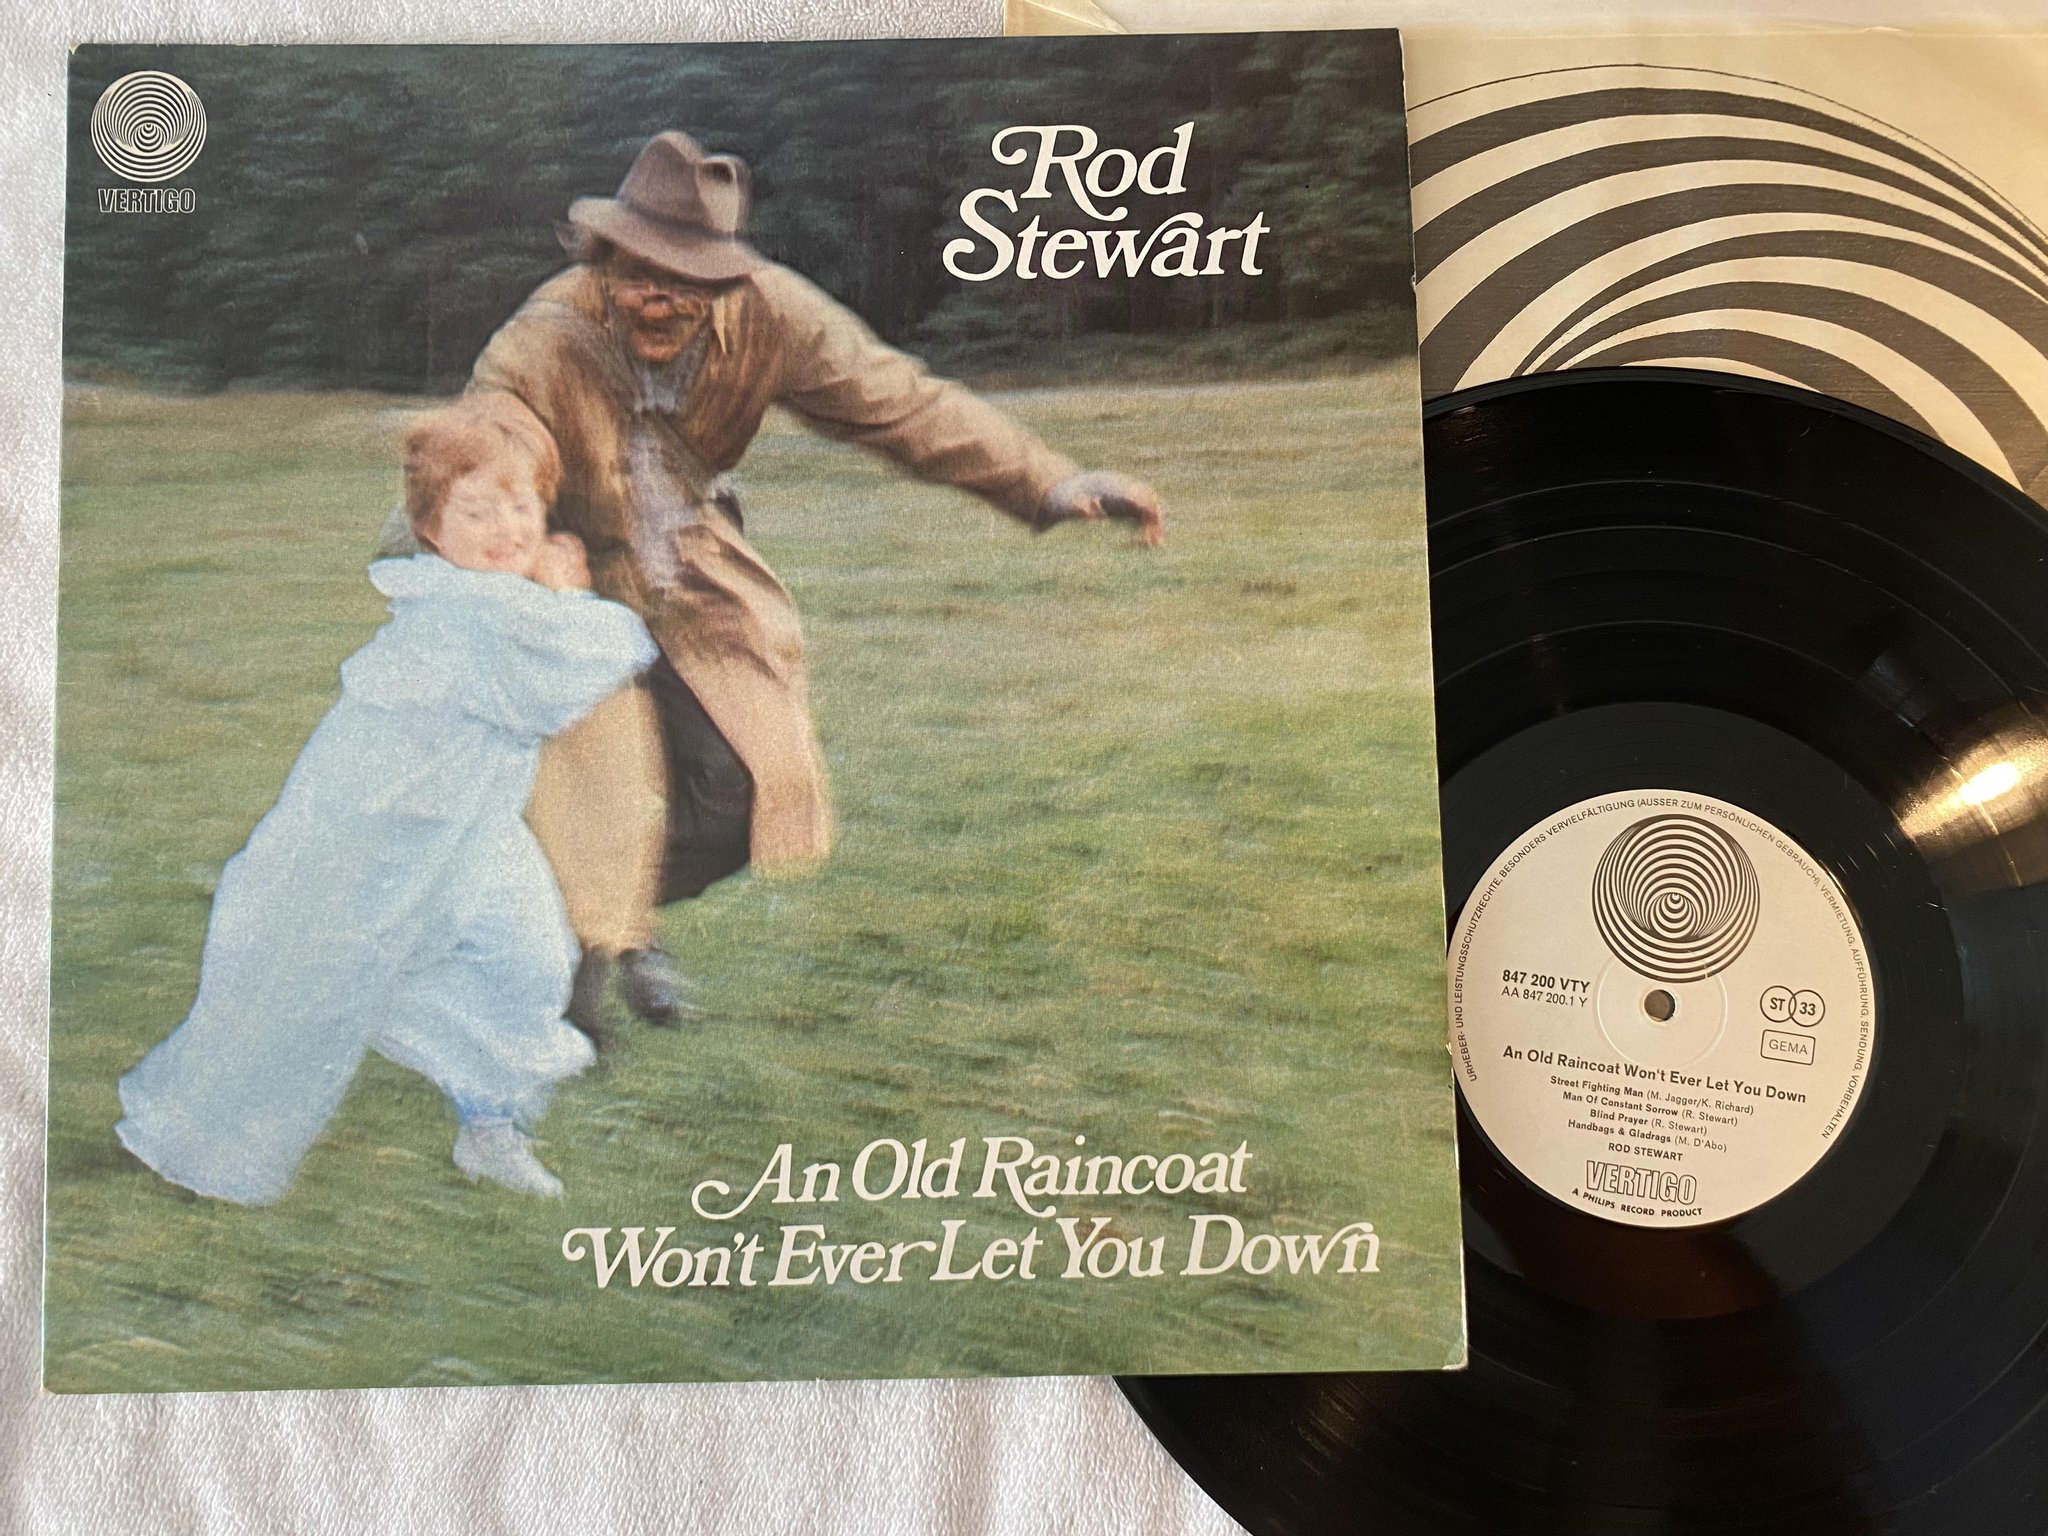 VERTIGO
Rod
Stewart
An Old Raincoat
Won't Ever Let You Down
URHEBER- UND LEISTUNGSSCHUTZRECHTE, BESONDERS VERVIELFÄLTIGUNG (AUSSER ZUM PERSÖNLICHEN GEBRAUCH), VERMIETUNG, AUFFÜHRUNG, SENDUNG, VORBEHALTEN
847 200 VTY
AA 847 200.1 Y
ST 33
GEMA
An Old Raincoat Won't Ever Let You Down
Street Fighting Man (M. Jagger/K. Richard)
Man Of Constant Sorrow (R. Stewart)
Blind Prayer (R. Stewart)
Handbags & Gladrags (M. D'Abo)
ROD STEWART
VERTIGO
A PHILIPS RECORD PRODUCT